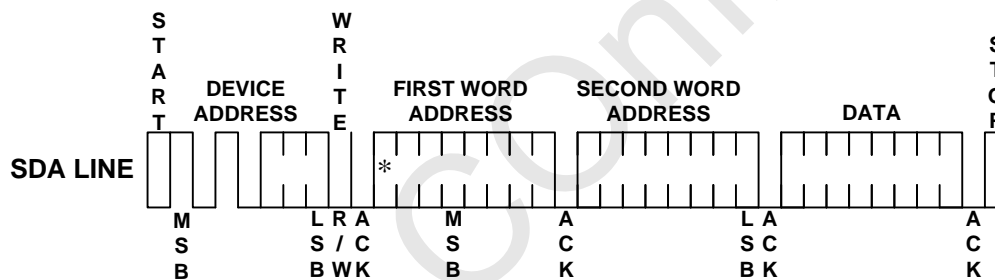 START
WRITE
DEVICE
ADDRESS
FIRST WORD
ADDRESS
SECOND WORD
ADDRESS
DATA
SDA LINE
*
MSB
LSB
R/W
ACK
MSB
ACK
LSB
ACK
ACK